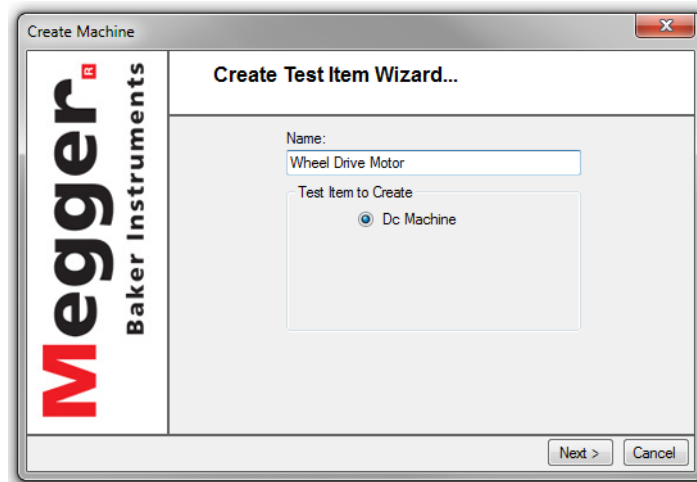 Create Machine
X
Megger®
Baker Instruments
Create Test Item Wizard...
Name:
Wheel Drive Motor
Test Item to Create
Dc Machine
Next >
Cancel